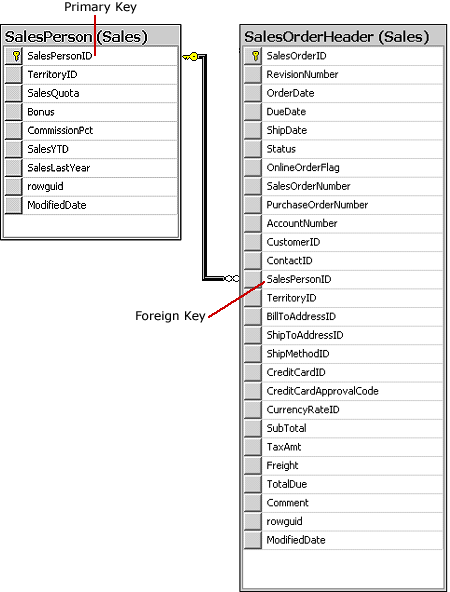 Primary Key
SalesPerson (Sales)
SalesPersonID
TerritoryID
SalesQuota
Bonus
CommissionPct
SalesYTD
SalesLastYear
rowguid
ModifiedDate
SalesOrderHeader (Sales)
SalesOrderID
RevisionNumber
OrderDate
DueDate
ShipDate
Status
OnlineOrderFlag
SalesOrderNumber
PurchaseOrderNumber
AccountNumber
CustomerID
ContactID
SalesPersonID
TerritoryID
BillToAddressID
ShipToAddressID
ShipMethodID
CreditCardID
CreditCardApprovalCode
CurrencyRateID
SubTotal
TaxAmt
Freight
TotalDue
Comment
rowguid
ModifiedDate
Foreign Key